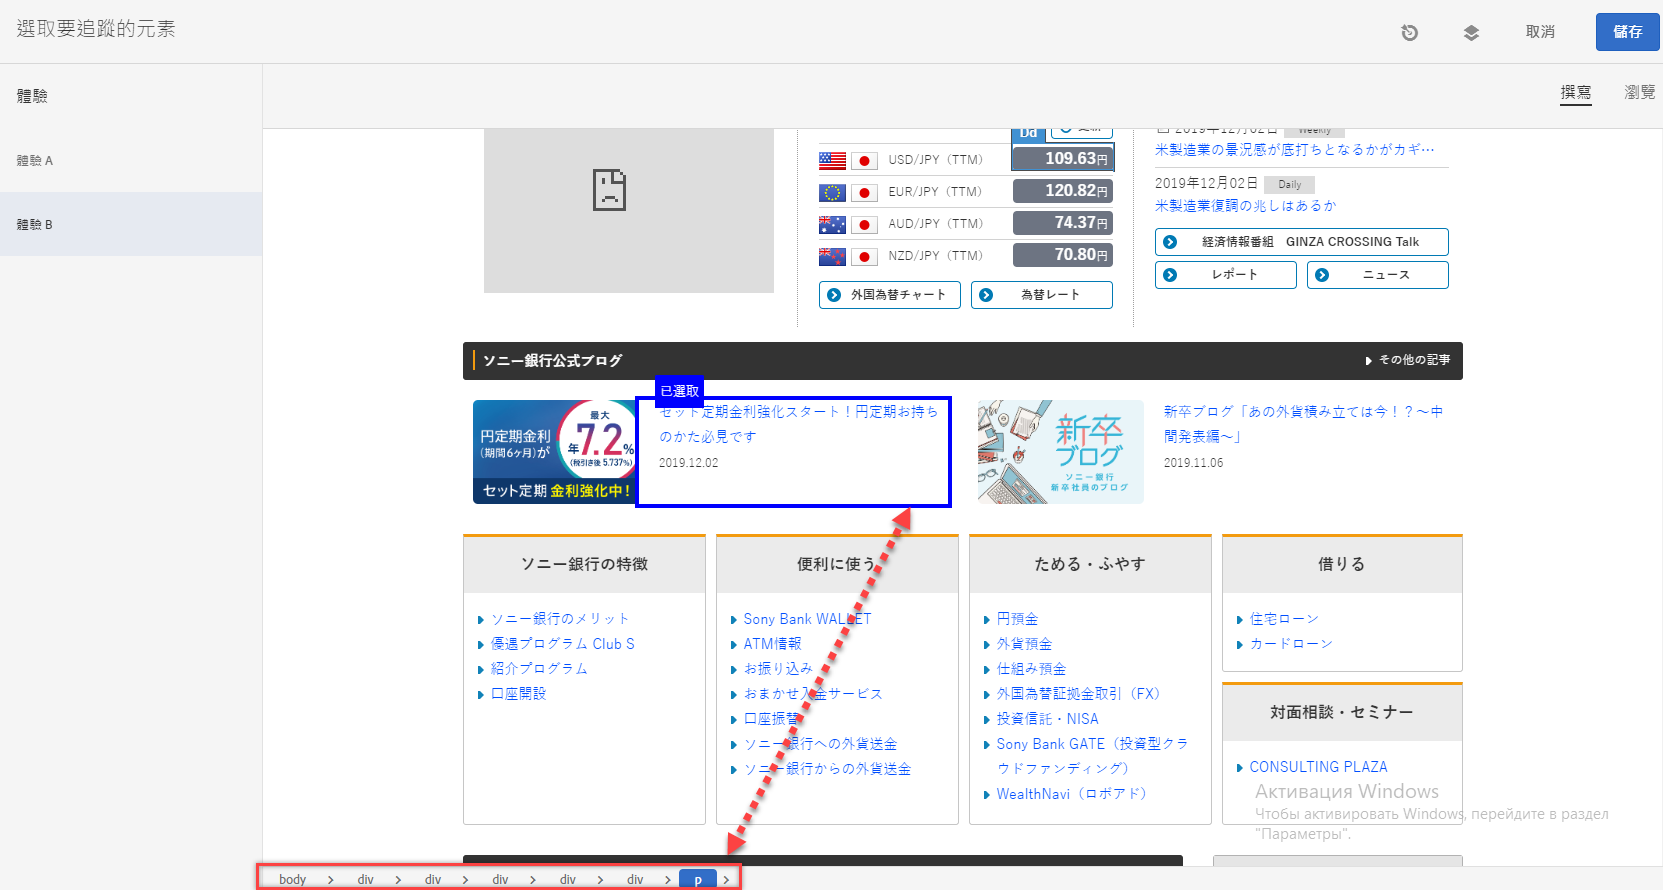 選取要追蹤的元素
取消
儲存
體驗
撰寫
瀏覽
體驗 A
體驗 B
Dd
2019年12月02日 Weekly
米製造業の景況感が底打ちとなるかがカギ…
USD/JPY（TTM） 109.63円
EUR/JPY（TTM） 120.82円
AUD/JPY（TTM） 74.37円
NZD/JPY（TTM） 70.80円
外国為替チャート
為替レート
2019年12月02日 Daily
米製造業復調の兆しはあるか
経済情報番組　GINZA CROSSING Talk
レポート
ニュース
ソニー銀行公式ブログ
その他の記事
已選取
円定期金利
(期間6ヶ月)が
最大
年7.2%
(税引き後 5.737%)
セット定期 金利強化中！
セット定期金利強化スタート！円定期お持ち
のかた必見です
2019.12.02
新卒
ブログ
ソニー銀行
新卒社員のブログ
新卒ブログ「あの外貨積み立ては今！？～中
間発表編～」
2019.11.06
ソニー銀行の特徴
ソニー銀行のメリット
優遇プログラム Club S
紹介プログラム
口座開設
便利に使う
Sony Bank WALLET
ATM情報
お振り込み
おまかせ入金サービス
口座振替
ソニー銀行への外貨送金
ソニー銀行からの外貨送金
ためる・ふやす
円預金
外貨預金
仕組み預金
外国為替証拠金取引（FX）
投資信託・NISA
Sony Bank GATE（投資型クラ
ウドファンディング）
WealthNavi（ロボアド）
借りる
住宅ローン
カードローン
対面相談・セミナー
CONSULTING PLAZA
Активация Windows
Чтобы активировать Windows, перейдите в раздел
"Параметры".
body > div > div > div > div > div > p >